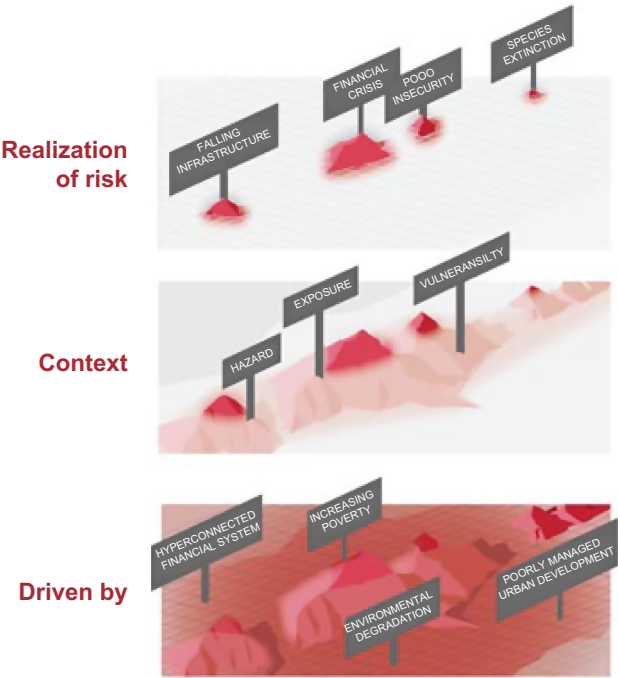 Realization
of risk
FALLING
INFRASTRUCTURE
FINANCIAL
CRISIS
POOO
INSECURITY
SPECIES
EXTINCTION
Context
HAZARD
EXPOSURE
VULNERANSILTY
Driven by
HYPERCONNECTED
FINANCIAL SYSTEM
INCREASING
POVERTY
ENVIRONMENTAL
DEGRADATION
POORLY MANAGED
URBAN DEVELOPMENT